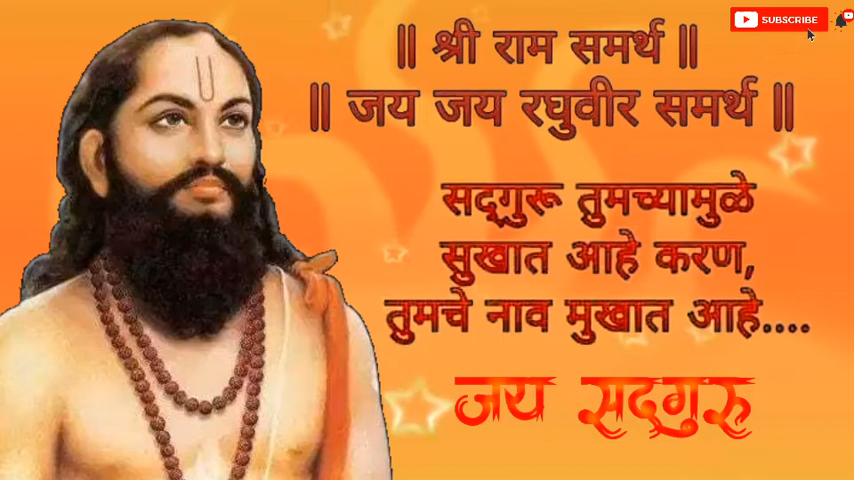 SUBSCRIBE
|| श्री राम समर्थ ||
|| जय जय रघुवीर समर्थ ||
सद्‌गुरू तुमच्यामुळे
सुखात आहे करण,
तुमचे नाव मुखात आहे....
जय सद्गुरु